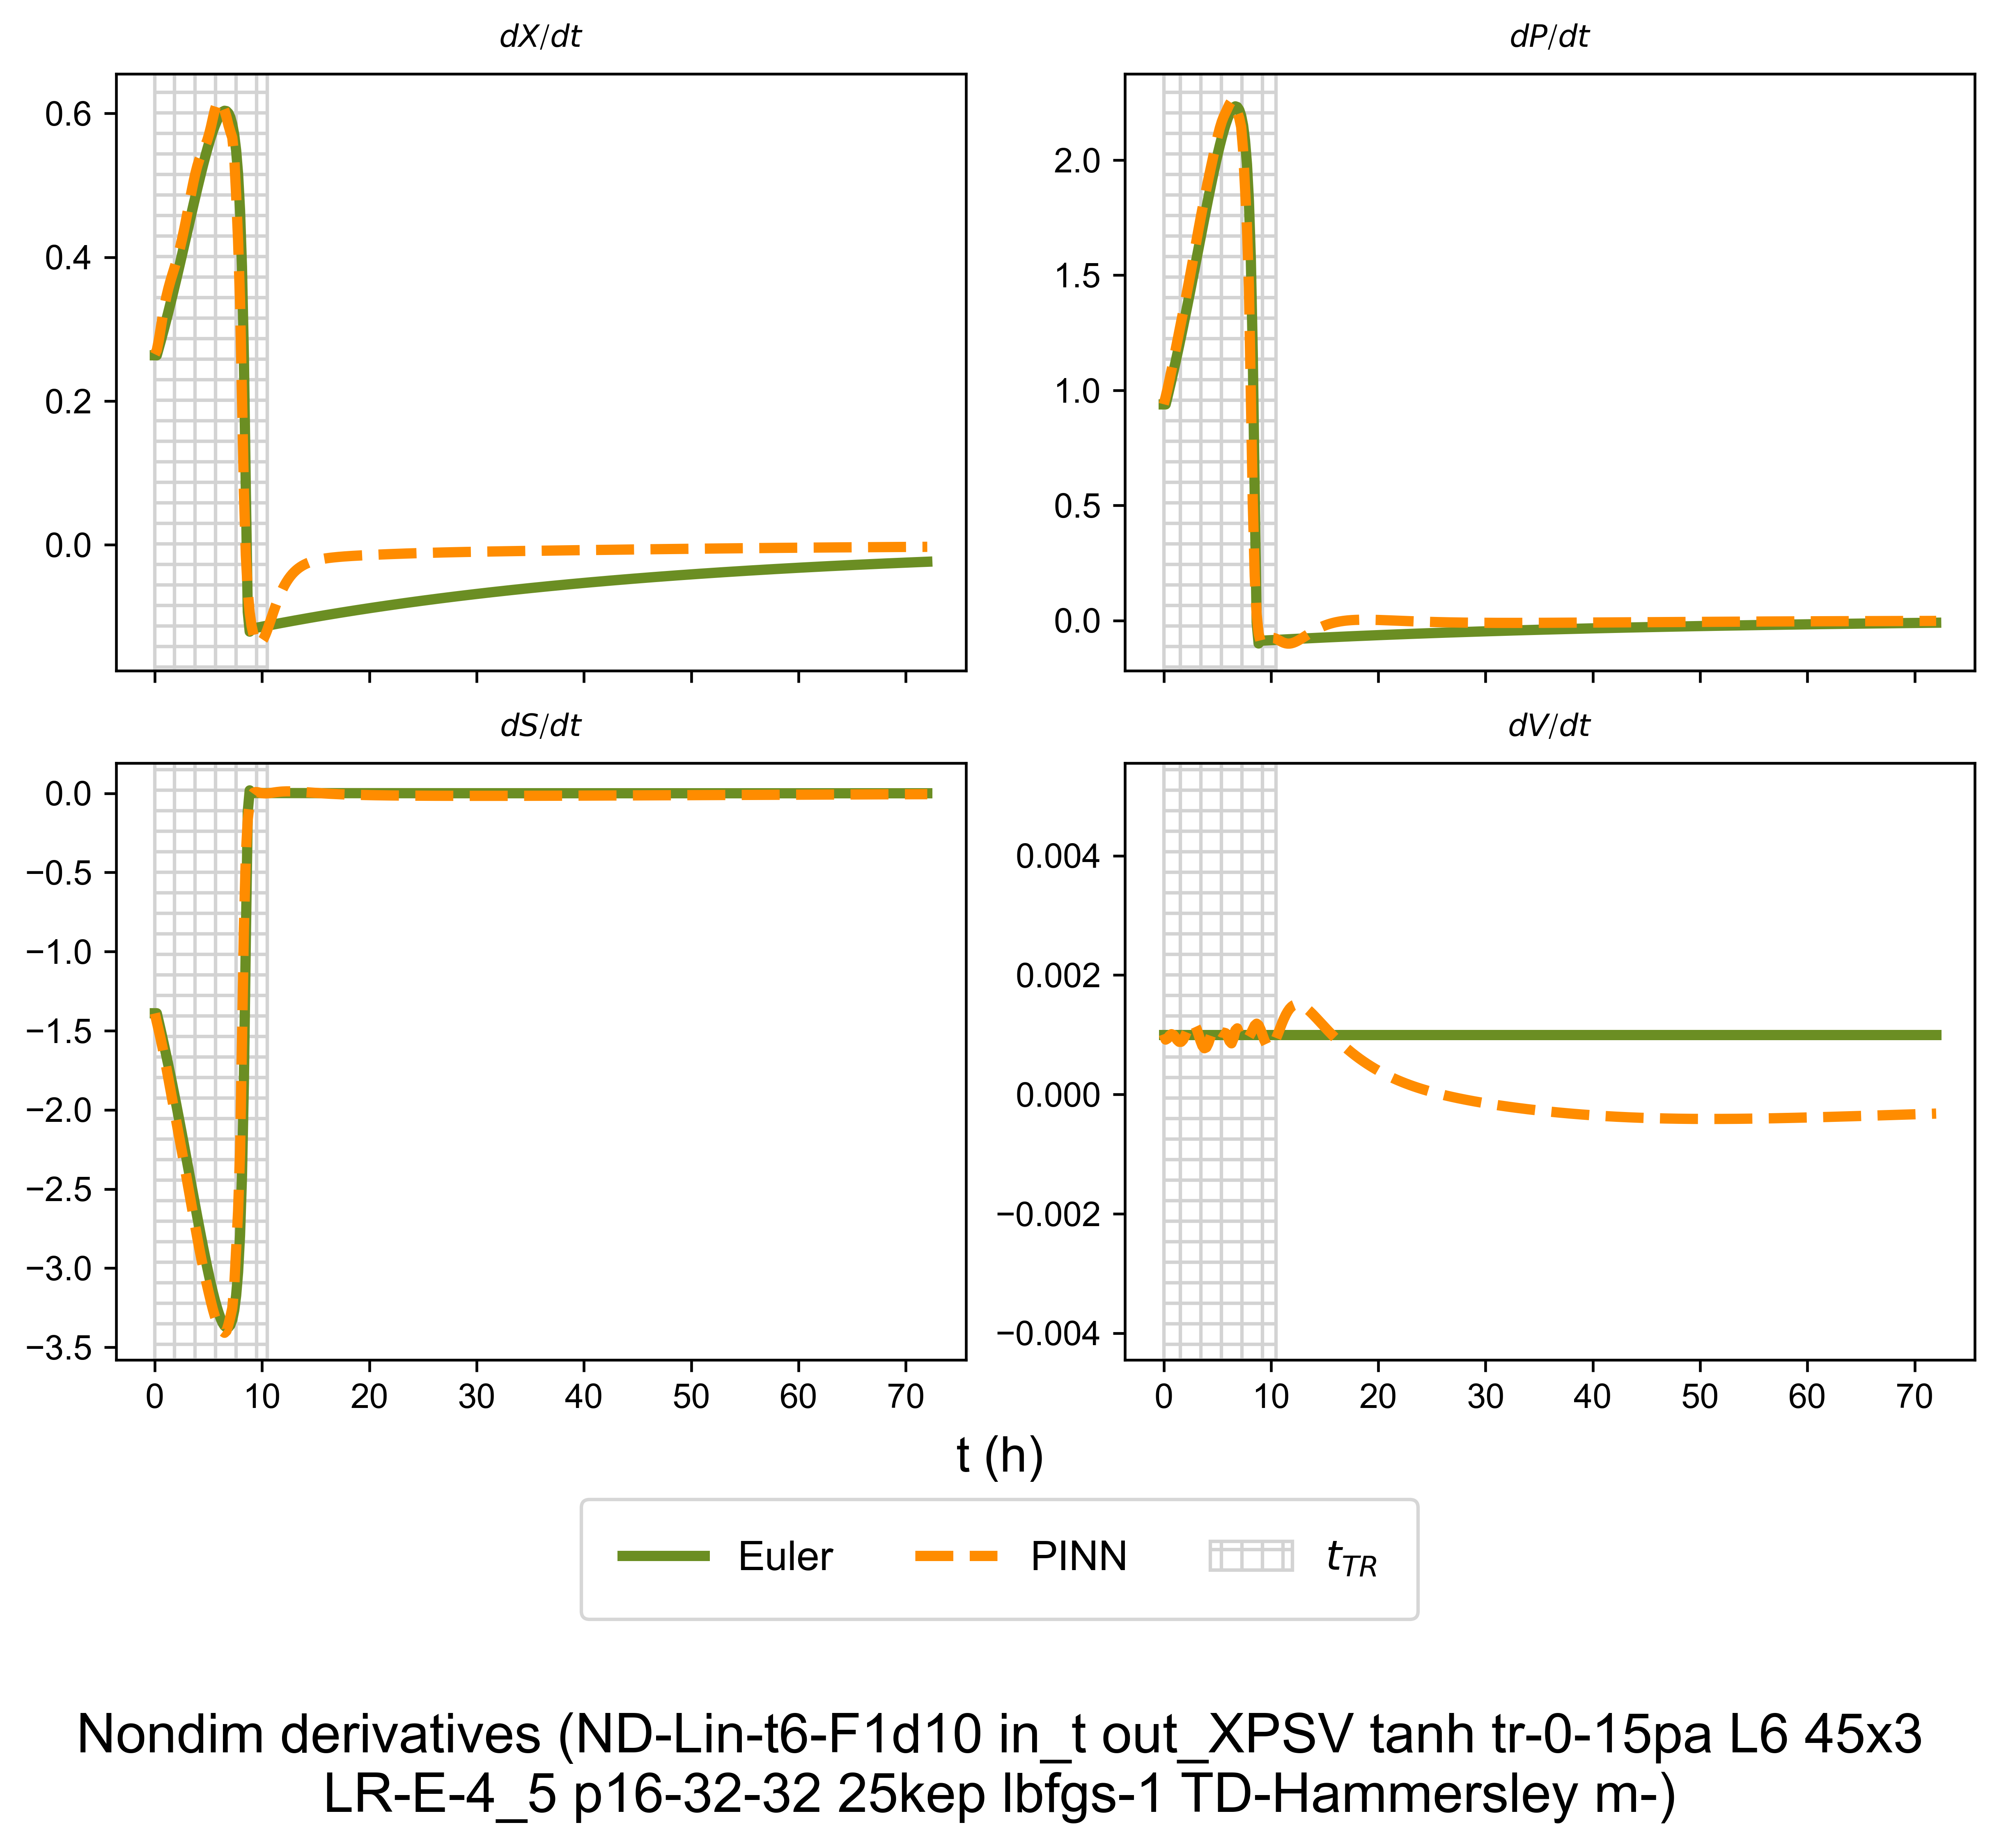 dX/dt
dP/dt
0.6
0.4
0.2
0.0
2.0
1.5
1.0
0.5
0.0
dS/dt
dV/dt
0.0
−0.5
−1.0
−1.5
−2.0
−2.5
−3.0
−3.5
0.004
0.002
0.000
−0.002
−0.004
0 10 20 30 40 50 60 70
0 10 20 30 40 50 60 70
t (h)
Euler PINN t_{TR}
Nondim derivatives (ND-Lin-t6-F1d10 in_t out_XPSV tanh tr-0-15pa L6 45x3
LR-E-4_5 p16-32-32 25kep lbfgs-1 TD-Hammersley m-)